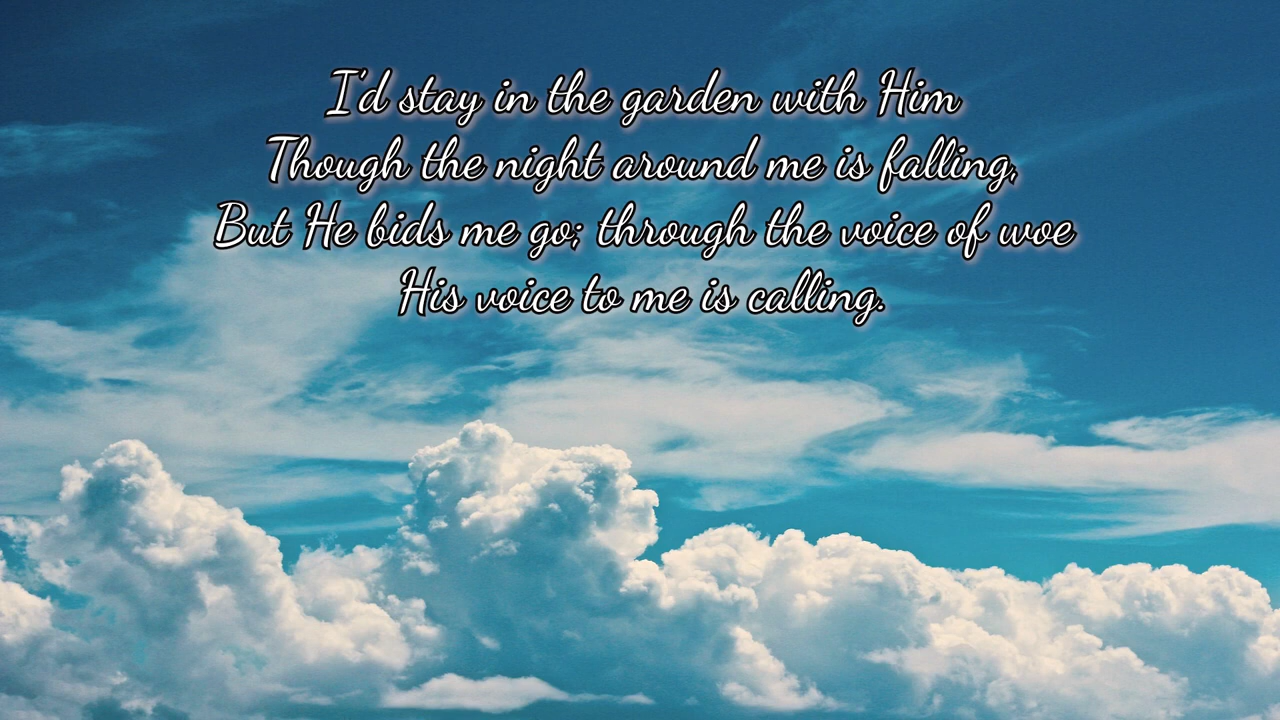 I'd stay in the garden with Him
Though the night around me is falling,
But He bids me go; through the voice of woe
His voice to me is calling.